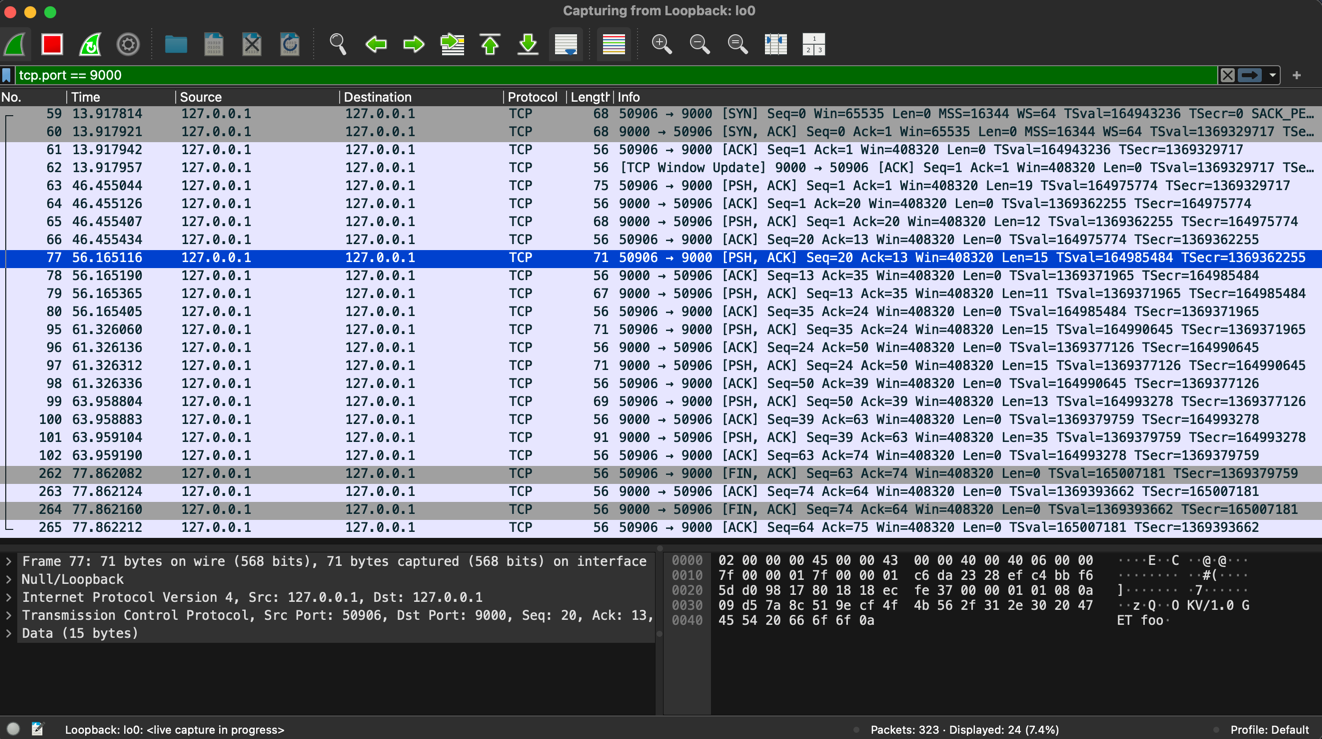 Capturing from Loopback: lo0
tcp.port == 9000
No. Time Source Destination Protocol Length Info
59 13.917814 127.0.0.1 127.0.0.1 TCP 68 50906 → 9000 [SYN] Seq=0 Win=65535 Len=0 MSS=16344 WS=64 TSval=164943236 TSecr=0 SACK_PE…
60 13.917921 127.0.0.1 127.0.0.1 TCP 68 9000 → 50906 [SYN, ACK] Seq=0 Ack=1 Win=65535 Len=0 MSS=16344 WS=64 TSval=1369329717 TSe…
61 13.917942 127.0.0.1 127.0.0.1 TCP 56 50906 → 9000 [ACK] Seq=1 Ack=1 Win=408320 Len=0 TSval=164943236 TSecr=1369329717
62 13.917957 127.0.0.1 127.0.0.1 TCP 56 [TCP Window Update] 9000 → 50906 [ACK] Seq=1 Ack=1 Win=408320 Len=0 TSval=1369329717 TSe…
63 46.455044 127.0.0.1 127.0.0.1 TCP 75 50906 → 9000 [PSH, ACK] Seq=1 Ack=1 Win=408320 Len=19 TSval=164975774 TSecr=1369329717
64 46.455126 127.0.0.1 127.0.0.1 TCP 56 9000 → 50906 [ACK] Seq=1 Ack=20 Win=408320 Len=0 TSval=1369362255 TSecr=164975774
65 46.455407 127.0.0.1 127.0.0.1 TCP 68 9000 → 50906 [PSH, ACK] Seq=1 Ack=20 Win=408320 Len=12 TSval=1369362255 TSecr=164975774
66 46.455434 127.0.0.1 127.0.0.1 TCP 56 50906 → 9000 [ACK] Seq=20 Ack=13 Win=408320 Len=0 TSval=164975774 TSecr=1369362255
77 56.165116 127.0.0.1 127.0.0.1 TCP 71 50906 → 9000 [PSH, ACK] Seq=20 Ack=13 Win=408320 Len=15 TSval=164985484 TSecr=1369362255
78 56.165190 127.0.0.1 127.0.0.1 TCP 56 9000 → 50906 [ACK] Seq=13 Ack=35 Win=408320 Len=0 TSval=1369371965 TSecr=164985484
79 56.165365 127.0.0.1 127.0.0.1 TCP 67 9000 → 50906 [PSH, ACK] Seq=13 Ack=35 Win=408320 Len=11 TSval=1369371965 TSecr=164985484
80 56.165405 127.0.0.1 127.0.0.1 TCP 56 50906 → 9000 [ACK] Seq=35 Ack=24 Win=408320 Len=0 TSval=164985484 TSecr=1369371965
95 61.326060 127.0.0.1 127.0.0.1 TCP 71 50906 → 9000 [PSH, ACK] Seq=35 Ack=24 Win=408320 Len=15 TSval=164990645 TSecr=1369371965
96 61.326136 127.0.0.1 127.0.0.1 TCP 56 9000 → 50906 [ACK] Seq=24 Ack=50 Win=408320 Len=0 TSval=1369377126 TSecr=164990645
97 61.326312 127.0.0.1 127.0.0.1 TCP 71 9000 → 50906 [PSH, ACK] Seq=24 Ack=50 Win=408320 Len=15 TSval=1369377126 TSecr=164990645
98 61.326336 127.0.0.1 127.0.0.1 TCP 56 50906 → 9000 [ACK] Seq=50 Ack=39 Win=408320 Len=0 TSval=164990645 TSecr=1369377126
99 63.958804 127.0.0.1 127.0.0.1 TCP 69 50906 → 9000 [PSH, ACK] Seq=50 Ack=39 Win=408320 Len=13 TSval=164993278 TSecr=1369377126
100 63.958883 127.0.0.1 127.0.0.1 TCP 56 9000 → 50906 [ACK] Seq=39 Ack=63 Win=408320 Len=0 TSval=1369379759 TSecr=164993278
101 63.959104 127.0.0.1 127.0.0.1 TCP 91 9000 → 50906 [PSH, ACK] Seq=39 Ack=63 Win=408320 Len=35 TSval=1369379759 TSecr=164993278
102 63.959140 127.0.0.1 127.0.0.1 TCP 56 50906 → 9000 [ACK] Seq=63 Ack=74 Win=408320 Len=0 TSval=164993278 TSecr=1369379759
262 77.862082 127.0.0.1 127.0.0.1 TCP 56 50906 → 9000 [FIN, ACK] Seq=63 Ack=74 Win=408320 Len=0 TSval=165007181 TSecr=1369379759
263 77.862124 127.0.0.1 127.0.0.1 TCP 56 9000 → 50906 [ACK] Seq=74 Ack=64 Win=408320 Len=0 TSval=1369393662 TSecr=165007181
264 77.862160 127.0.0.1 127.0.0.1 TCP 56 9000 → 50906 [FIN, ACK] Seq=74 Ack=64 Win=408320 Len=0 TSval=1369393662 TSecr=165007181
265 77.862212 127.0.0.1 127.0.0.1 TCP 56 50906 → 9000 [ACK] Seq=64 Ack=75 Win=408320 Len=0 TSval=165007181 TSecr=1369393662
Frame 77: 71 bytes on wire (568 bits), 71 bytes captured (568 bits) on interface
Null/Loopback
Internet Protocol Version 4, Src: 127.0.0.1, Dst: 127.0.0.1
Transmission Control Protocol, Src Port: 50906, Dst Port: 9000, Seq: 20, Ack: 13,
Data (15 bytes)
0000 02 00 00 00 45 00 00 43 00 00 40 00 40 06 00 00 ····E··C ··@·@···
0010 7f 00 00 01 7f 00 00 01 c6 da 23 28 ef c4 bb f6 ········ ··#(····
0020 5d d0 98 17 80 18 18 ec fe 37 00 00 01 01 08 0a ]······· ·7······
0030 09 d5 7a 8c 51 9e cf 4f 4b 56 2f 31 2e 30 20 47 ··z·Q··O KV/1.0 G
0040 45 54 20 66 6f 6f 0a ET foo·
Loopback: lo0: <live capture in progress>
Packets: 323 · Displayed: 24 (7.4%)
Profile: Default